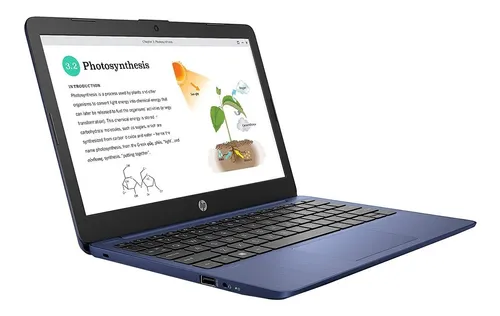 Chapter 3: Photosynthesis
3.2 Photosynthesis
INTRODUCTION
Photosynthesis is a process used by plants and other
organisms to convert light energy into chemical energy that
can later be released to fuel the organisms' activities (energy
transformation). This chemical energy is stored in
carbohydrate molecules, such as sugars, which are
synthesized from carbon dioxide and water – hence the
name photosynthesis, from the Greek φῶς, phōs, "light", and
synthesis, "putting together".
hp